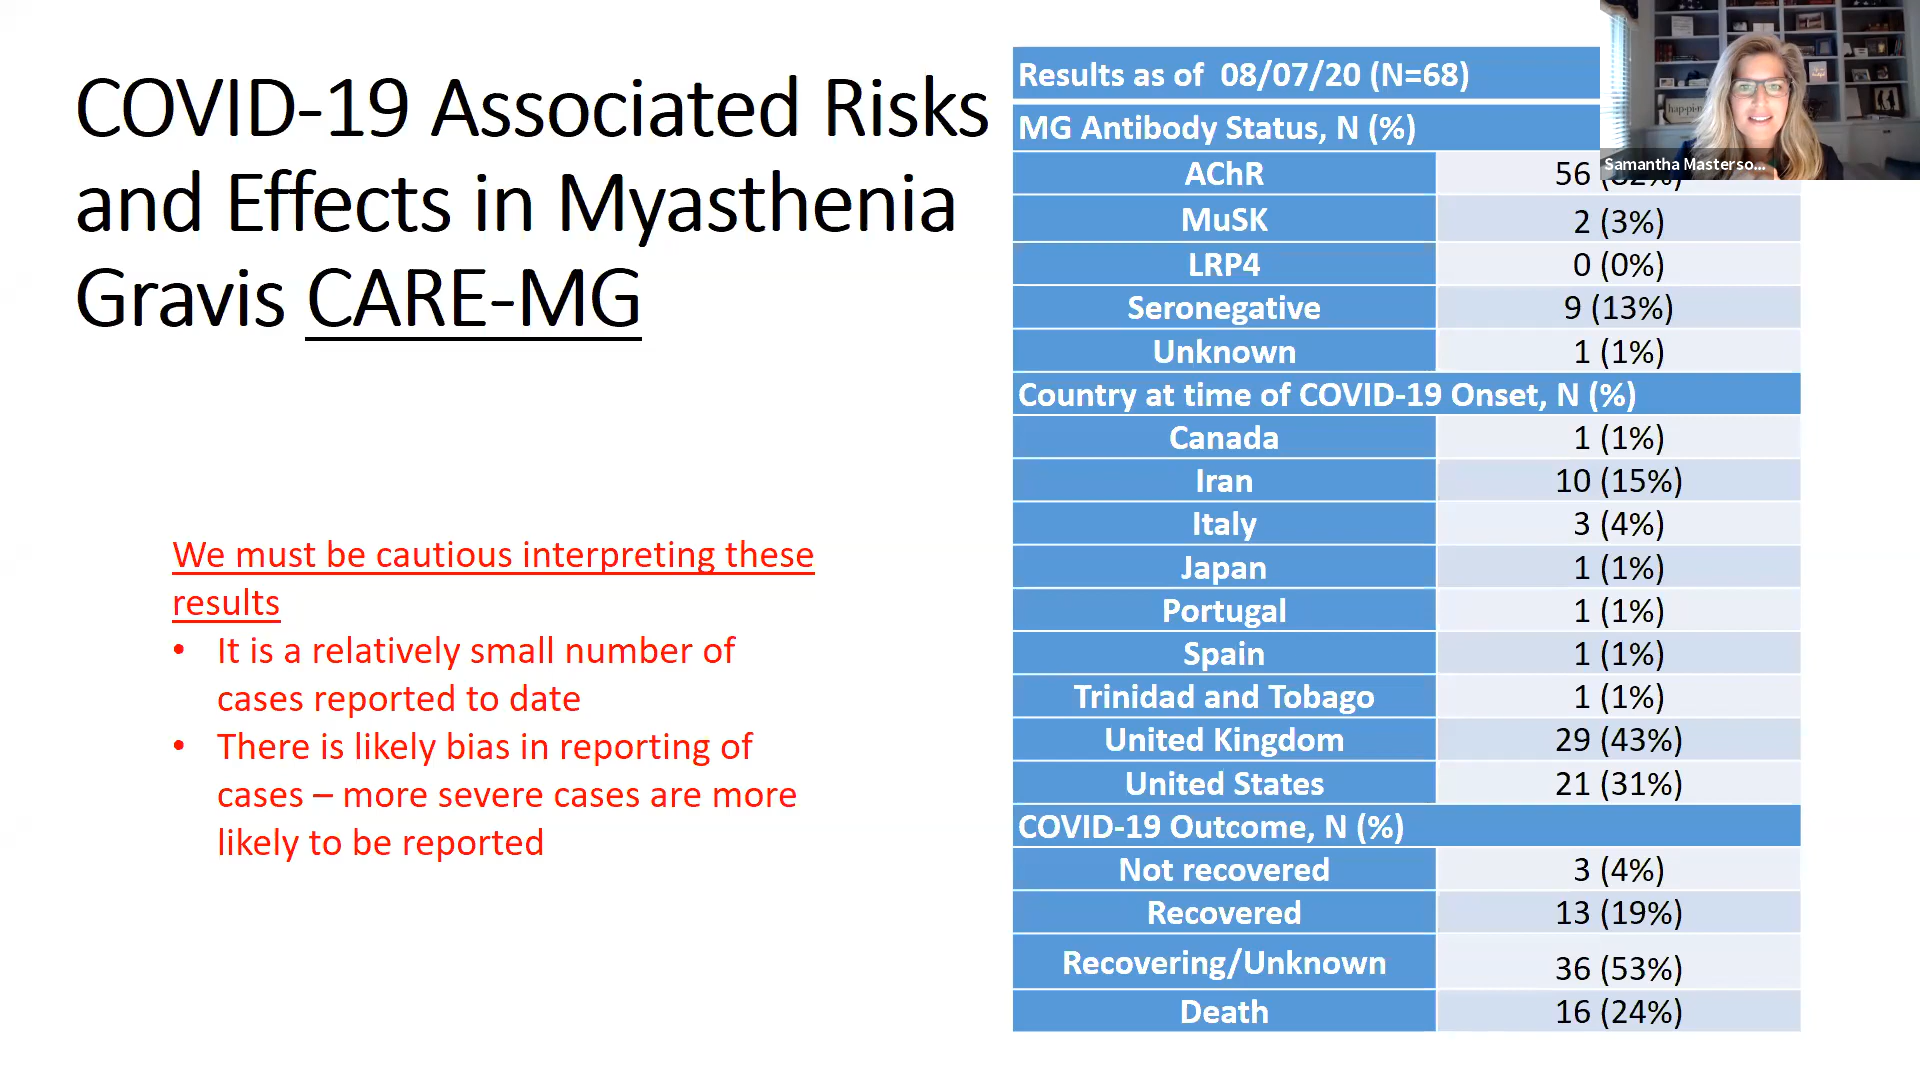 COVID-19 Associated Risks
and Effects in Myasthenia
Gravis CARE-MG
We must be cautious interpreting these
results
• It is a relatively small number of
cases reported to date
• There is likely bias in reporting of
cases – more severe cases are more
likely to be reported
Results as of 08/07/20 (N=68)
MG Antibody Status, N (%)
AChR 56
MuSK 2 (3%)
LRP4 0 (0%)
Seronegative 9 (13%)
Unknown 1 (1%)
Country at time of COVID-19 Onset, N (%)
Canada 1 (1%)
Iran 10 (15%)
Italy 3 (4%)
Japan 1 (1%)
Portugal 1 (1%)
Spain 1 (1%)
Trinidad and Tobago 1 (1%)
United Kingdom 29 (43%)
United States 21 (31%)
COVID-19 Outcome, N (%)
Not recovered 3 (4%)
Recovered 13 (19%)
Recovering/Unknown 36 (53%)
Death 16 (24%)
Samantha Masterso...